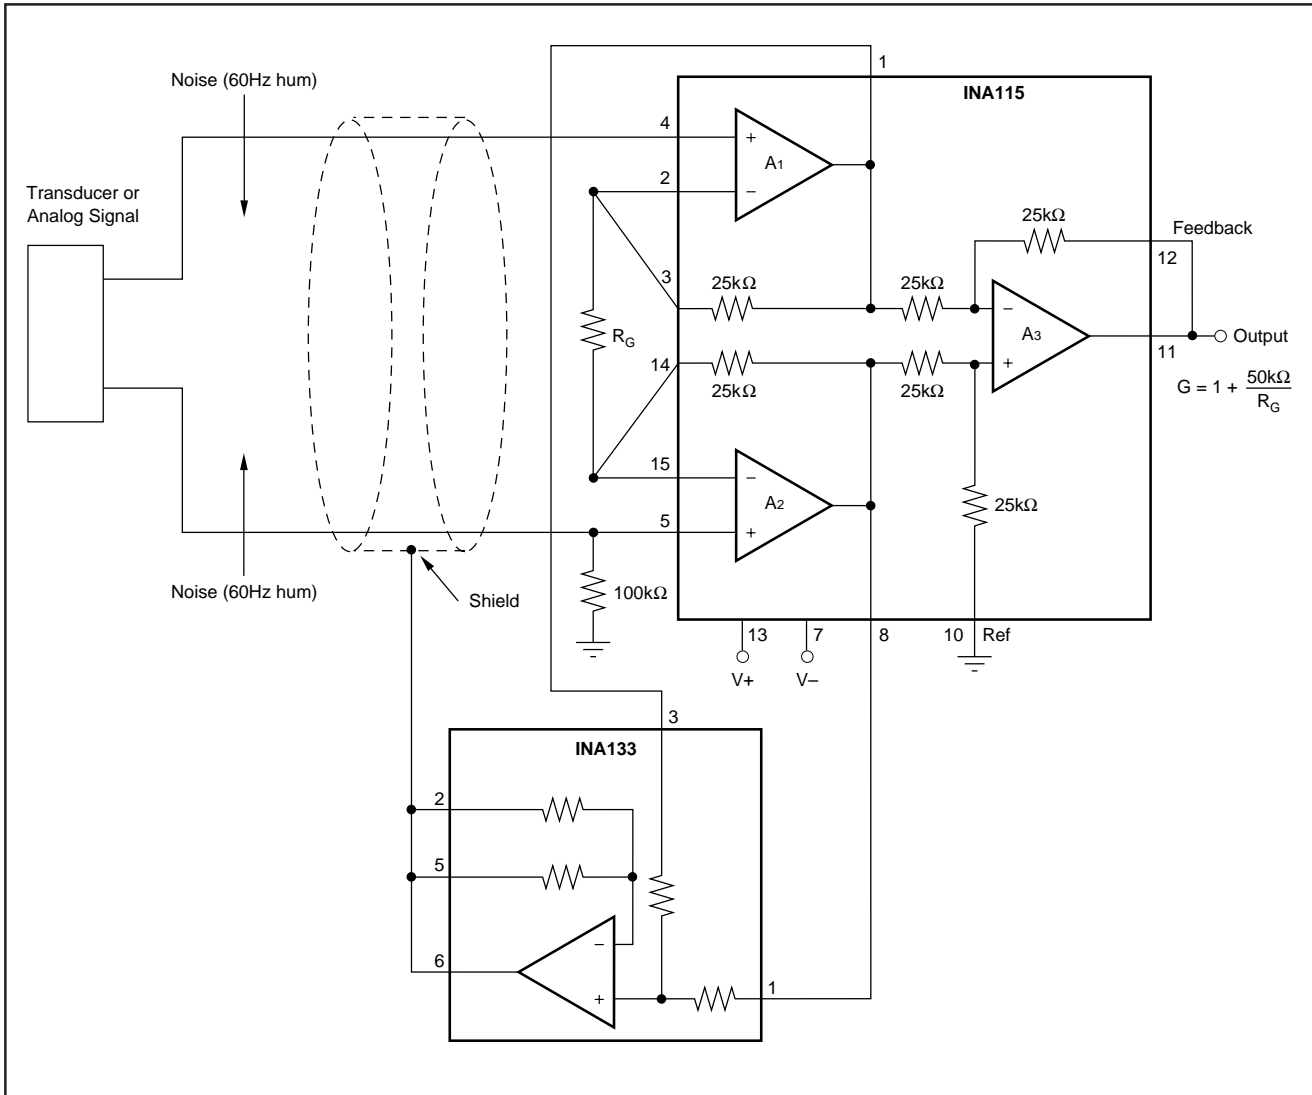 Noise (60Hz hum)
1
INA115
4
+
A1
Transducer or
Analog Signal
2
–
25kΩ
Feedback
12
3
25kΩ
25kΩ
–
RG
A3
Output
14
+
11
25kΩ
25kΩ
G = 1 + 50kΩ
RG
15
–
A2
25kΩ
5
+
Noise (60Hz hum)
Shield
100kΩ
13
7
8
10
Ref
V+
V–
3
INA133
2
5
–
6
+
1